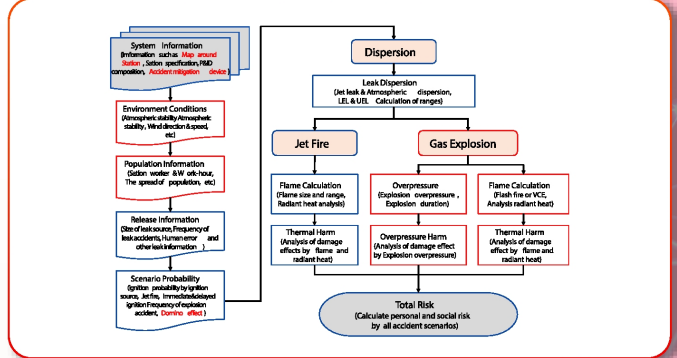 System Information
(Imformation such as Map around
Station , Sation specification, P&ID
composition, Accident mitigation device )
Environment Conditions
(Atmospheric stability Atmospheric
stability , Wind direction & speed,
etc)
Population Information
(Sation worker & W ork-hour,
The spread of population, etc)
Release Information
(Size of leak source, Frequency of
leak accidents, Human error and
other leak information )
Scenario Probability
(Ignition probability by ignition
source, Jet fire, Immediate&delayed
ignition Frequency of explosion
accident, Domino effect )
Dispersion
Leak Dispersion
(Jet leak & Atmospheric dispersion,
LEL & UEL Calculation of ranges)
Jet Fire
Gas Explosion
Flame Calculation
(Flame size and range,
Radiant heat analysis)
Overpressure
(Explosion overpressure ,
Explosion duration)
Flame Calculation
(Flash fire or VCE,
Analysis radiant heat)
Thermal Harm
(Analysis of damage
effects by flame and
radiant heat)
Overpressure Harm
(Analysis of damage effect
by Explosion overpressure)
Thermal Harm
(Analysis of damage
effect by flame and
radiant heat)
Total Risk
(Calculate personal and social risk
by all accident scenarios)